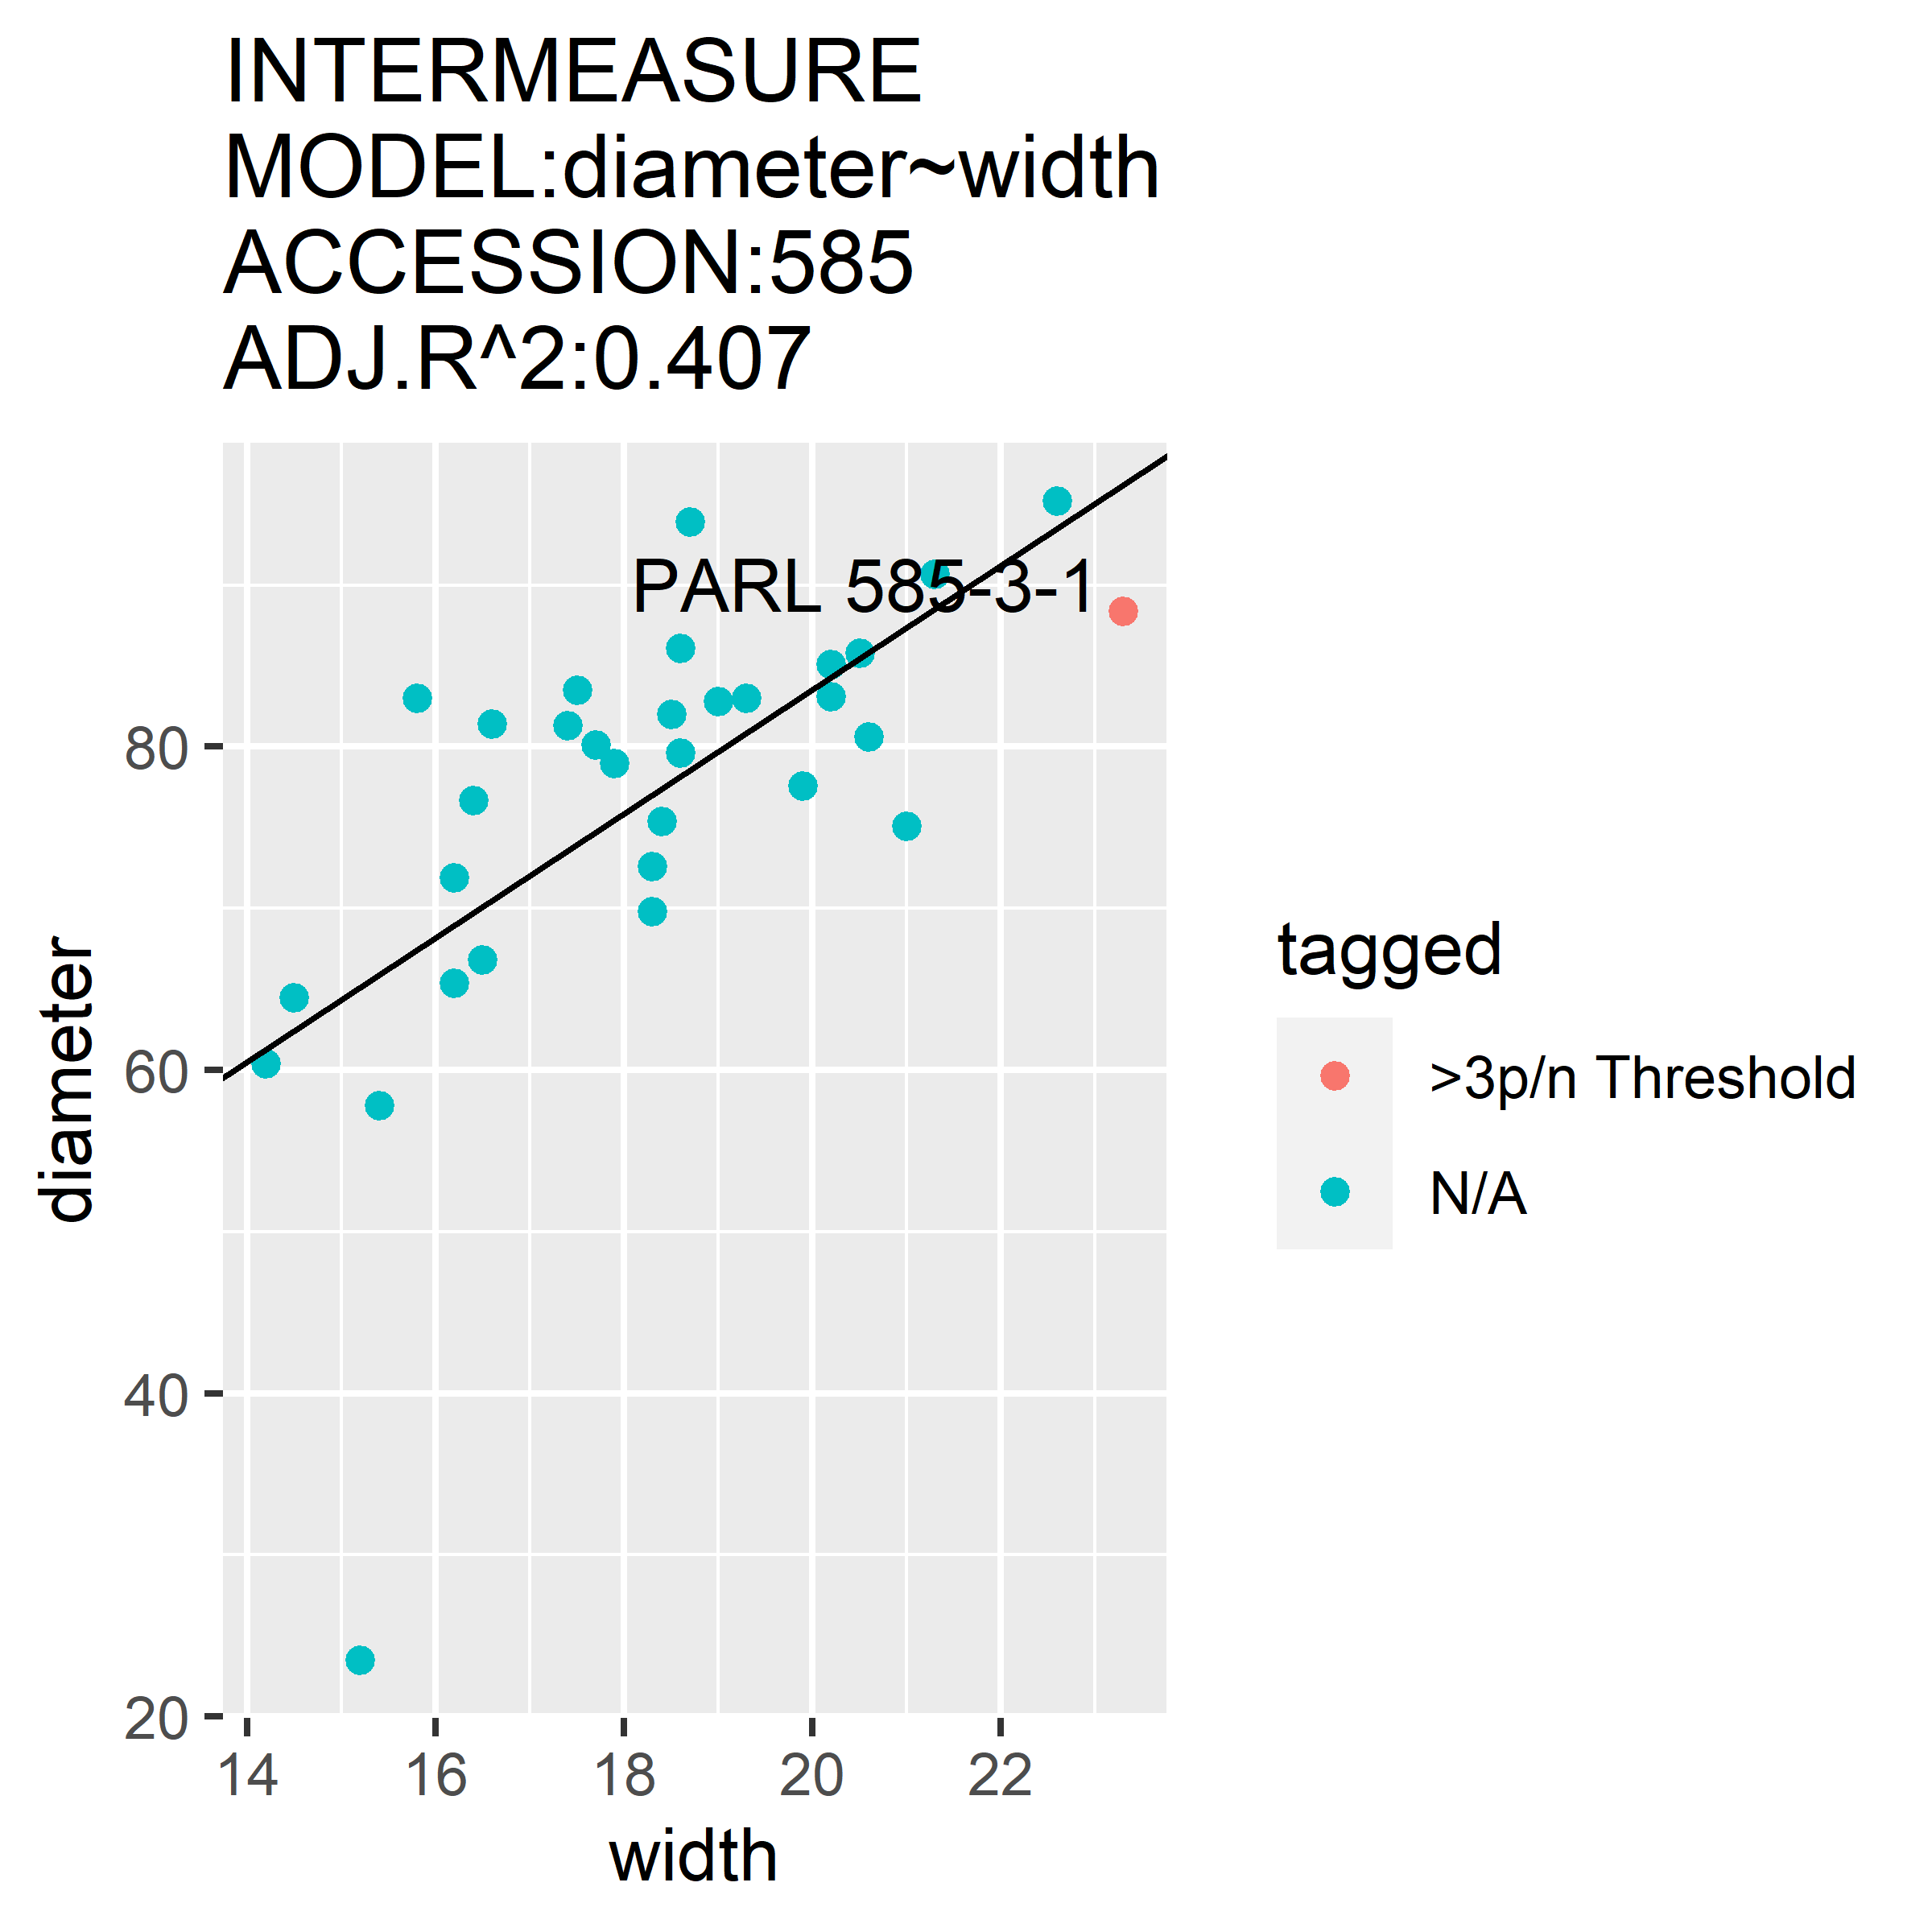 INTERMEASURE
MODEL:diameter~width
ACCESSION:585
ADJ.R^2:0.407
PARL 585-3-1
80
60
40
20
diameter
14 16 18 20 22
width
tagged
>3p/n Threshold
N/A